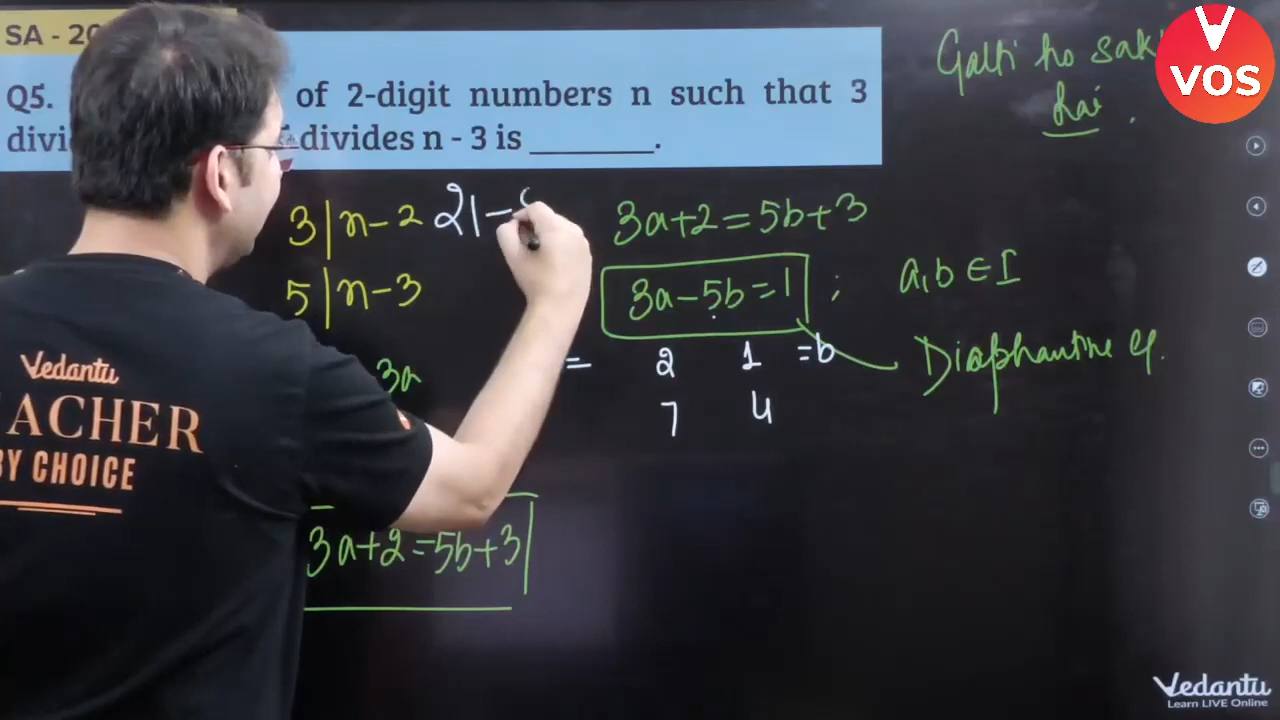 SA - 20
Q5. of 2-digit numbers n such that 3
divi divides n - 3 is ________.
Galti ho sak
hai.
VOS
3|n-2 21-
3a+2=5b+3
5|n-3
3a-5b=1 ; a,b∈I
= 2 1 =b
Diaphantine eq.
3a
7 4
3a+2=5b+3
Vedantu
EACHER
BY CHOICE
Vedantu
Learn LIVE Online